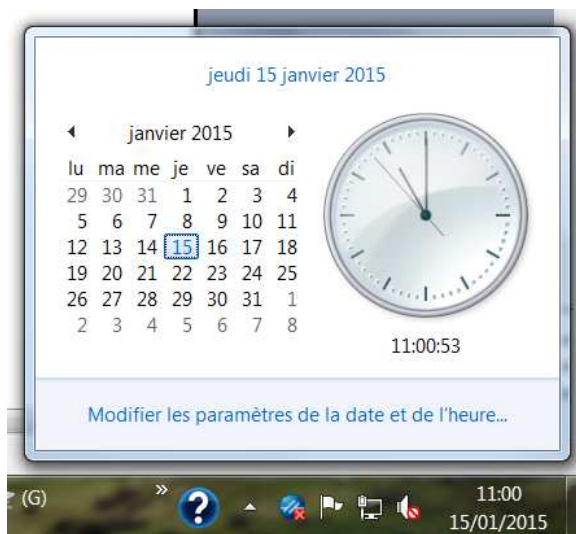 jeudi 15 janvier 2015
janvier 2015
lu ma me je ve sa di
29 30 31 1 2 3 4
5 6 7 8 9 10 11
12 13 14 15 16 17 18
19 20 21 22 23 24 25
26 27 28 29 30 31 1
2 3 4 5 6 7 8
11:00:53
Modifier les paramètres de la date et de l'heure...
(G) » ? 11:00
15/01/2015